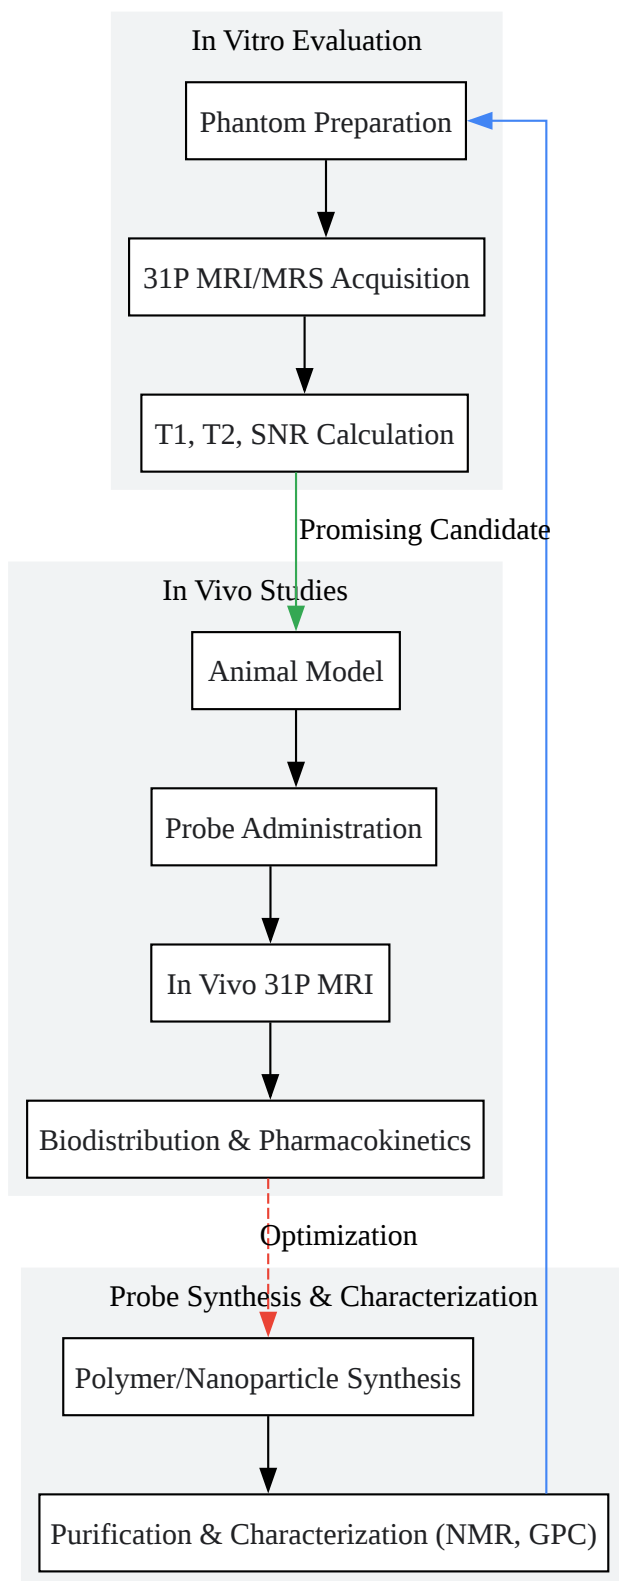 In Vitro Evaluation
Phantom Preparation
31P MRI/MRS Acquisition
T1, T2, SNR Calculation
Promising Candidate
In Vivo Studies
Animal Model
Probe Administration
In Vivo 31P MRI
Biodistribution & Pharmacokinetics
Optimization
Probe Synthesis & Characterization
Polymer/Nanoparticle Synthesis
Purification & Characterization (NMR, GPC)